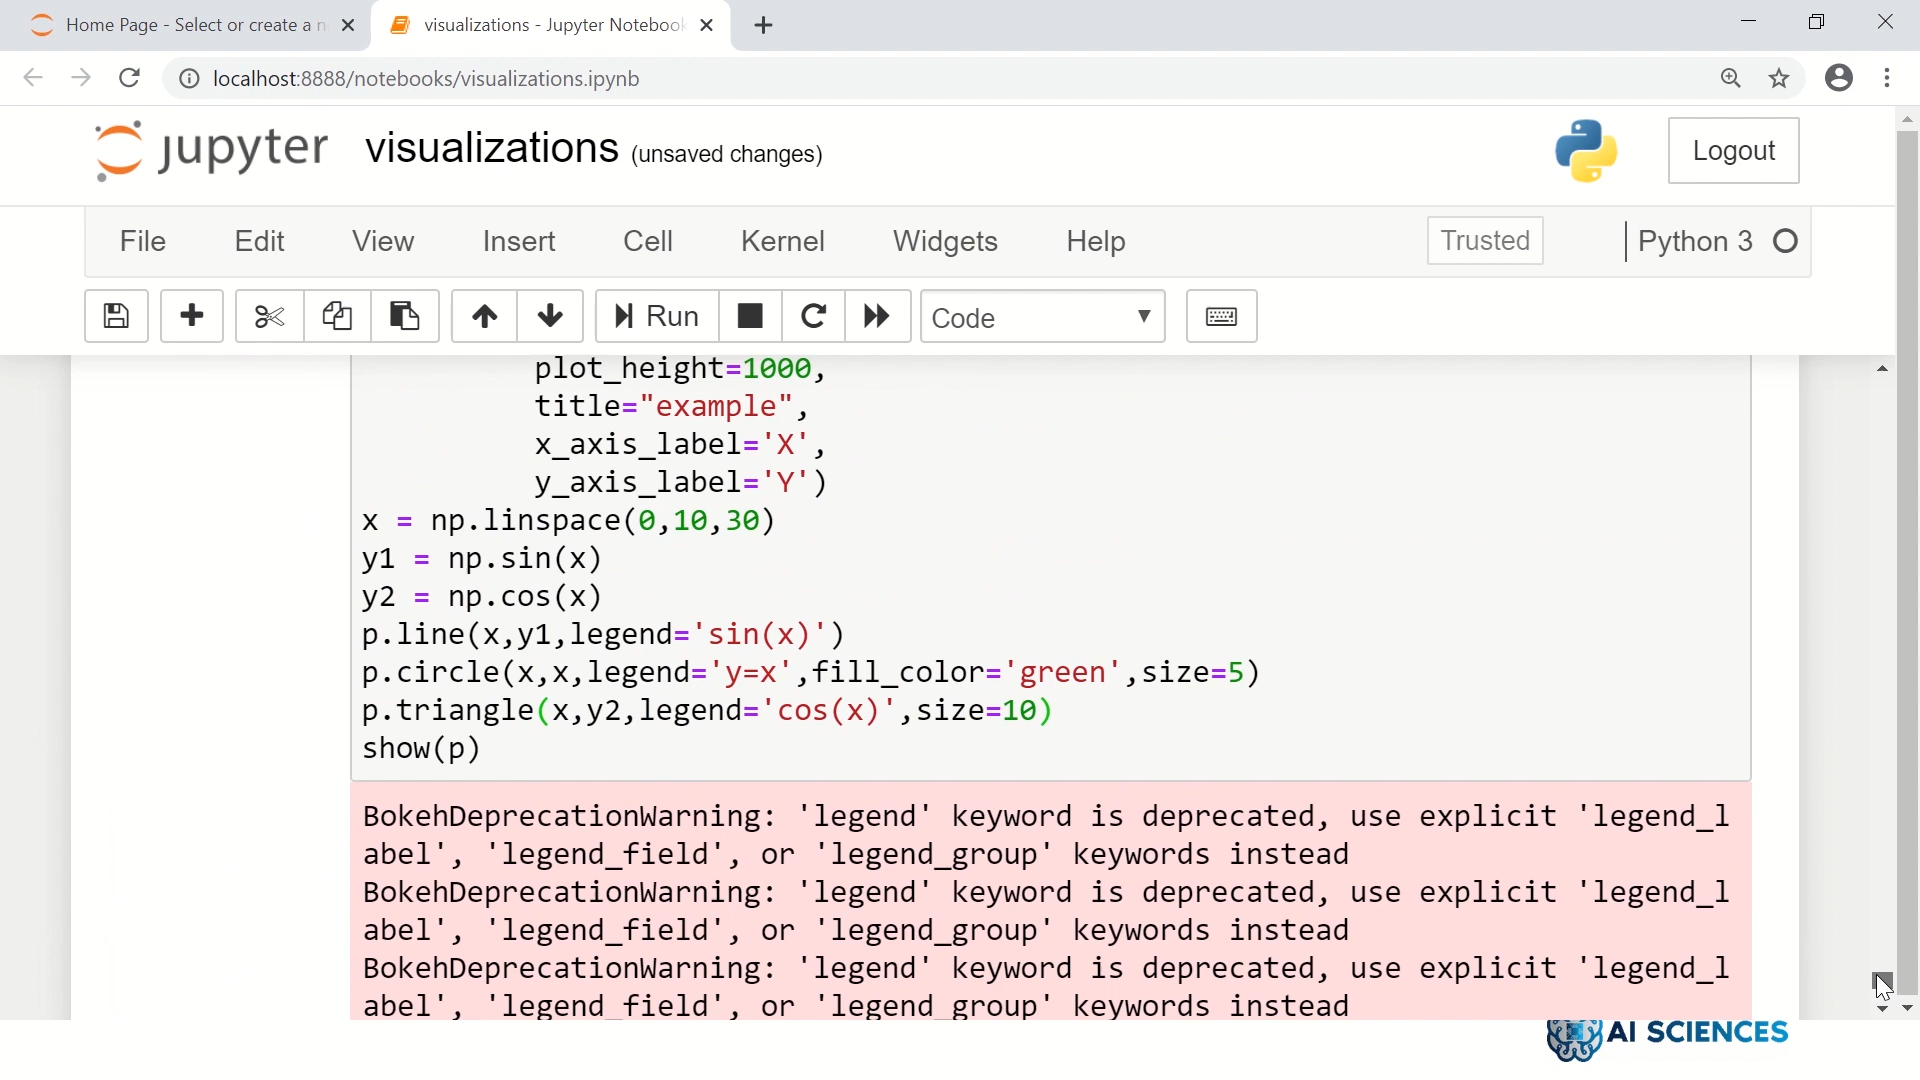 Home Page - Select or create a n
visualizations - Jupyter Notebook
localhost:8888/notebooks/visualizations.ipynb
jupyter visualizations (unsaved changes) Logout
File Edit View Insert Cell Kernel Widgets Help Trusted Python 3
Run Code
plot_height=1000,
title="example",
x_axis_label='X',
y_axis_label='Y')
x = np.linspace(0,10,30)
y1 = np.sin(x)
y2 = np.cos(x)
p.line(x,y1,legend='sin(x)')
p.circle(x,x,legend='y=x',fill_color='green',size=5)
p.triangle(x,y2,legend='cos(x)',size=10)
show(p)
BokehDeprecationWarning: 'legend' keyword is deprecated, use explicit 'legend_l
abel', 'legend_field', or 'legend_group' keywords instead
BokehDeprecationWarning: 'legend' keyword is deprecated, use explicit 'legend_l
abel', 'legend_field', or 'legend_group' keywords instead
BokehDeprecationWarning: 'legend' keyword is deprecated, use explicit 'legend_l
abel', 'legend_field', or 'legend_group' keywords instead
AI SCIENCES